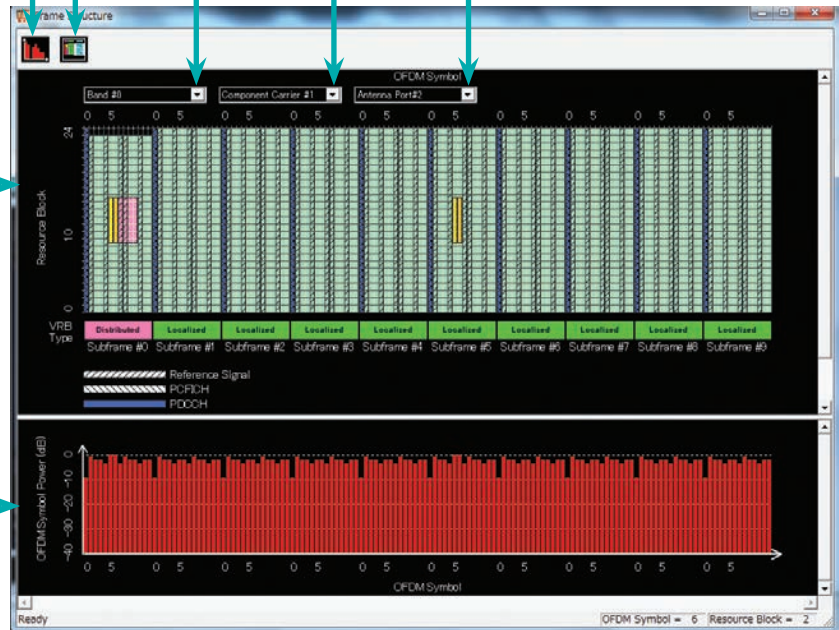 Frame Structure
OFDM Symbol
Band #0 Component Carrier #1 Antenna Port#2
0 5 0 5 0 5 0 5 0 5 0 5 0 5 0 5 0 5 0 5
24
Resource Block
10
0
VRB Type
Distributed Localized Localized Localized Localized Localized Localized Localized Localized Localized
Subframe #0 Subframe #1 Subframe #2 Subframe #3 Subframe #4 Subframe #5 Subframe #6 Subframe #7 Subframe #8 Subframe #9
Reference Signal
PCFICH
PDCCH
OFDM Symbol Power (dB)
0
-10
-20
-30
-40
0 5 0 5 0 5 0 5 0 5 0 5 0 5 0 5 0 5 0 5
OFDM Symbol
Ready OFDM Symbol = 6 Resource Block = 2